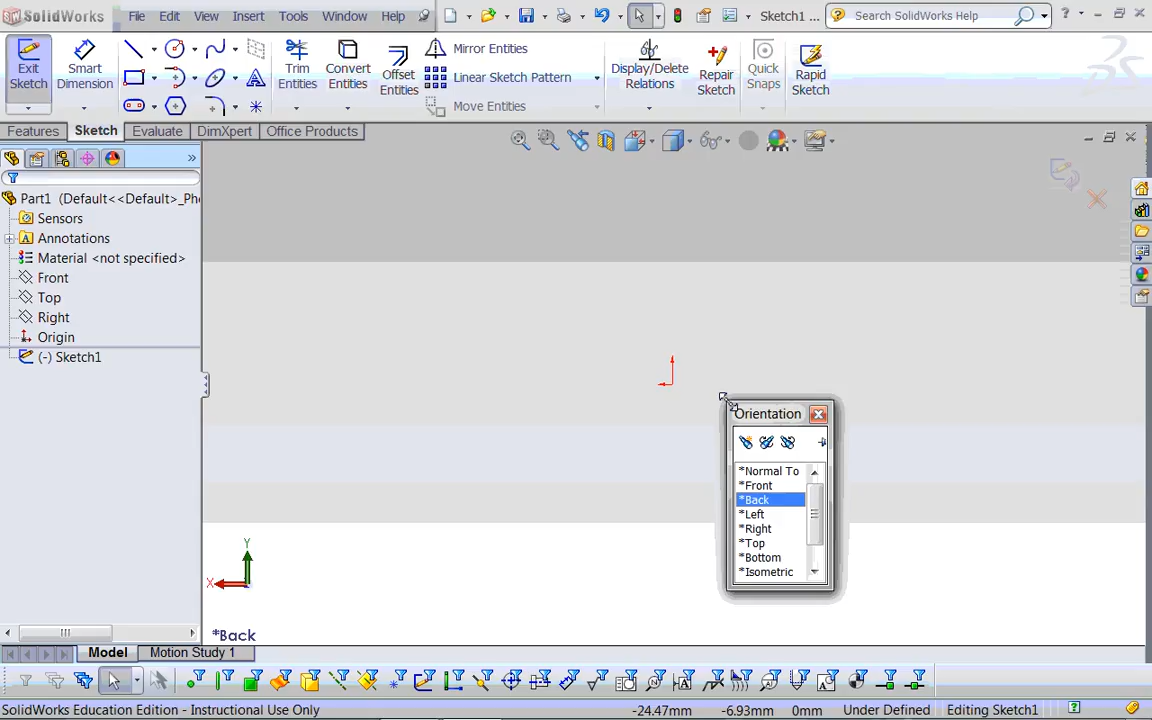 SolidWorks File Edit View Insert Tools Window Help Sketch1 ... Search SolidWorks Help
Exit Sketch
Smart Dimension
Trim Entities
Convert Entities
Offset Entities
Mirror Entities
Linear Sketch Pattern
Move Entities
Display/Delete Relations
Repair Sketch
Quick Snaps
Rapid Sketch
Features Sketch Evaluate DimXpert Office Products
Part1 (Default<<Default>_Pho
Sensors
Annotations
Material <not specified>
Front
Top
Right
Origin
(-) Sketch1
Orientation
*Normal To
*Front
*Back
*Left
*Right
*Top
*Bottom
*Isometric
Y
X
*Back
Model Motion Study 1
SolidWorks Education Edition - Instructional Use Only -24.47mm -6.93mm 0mm Under Defined Editing Sketch1